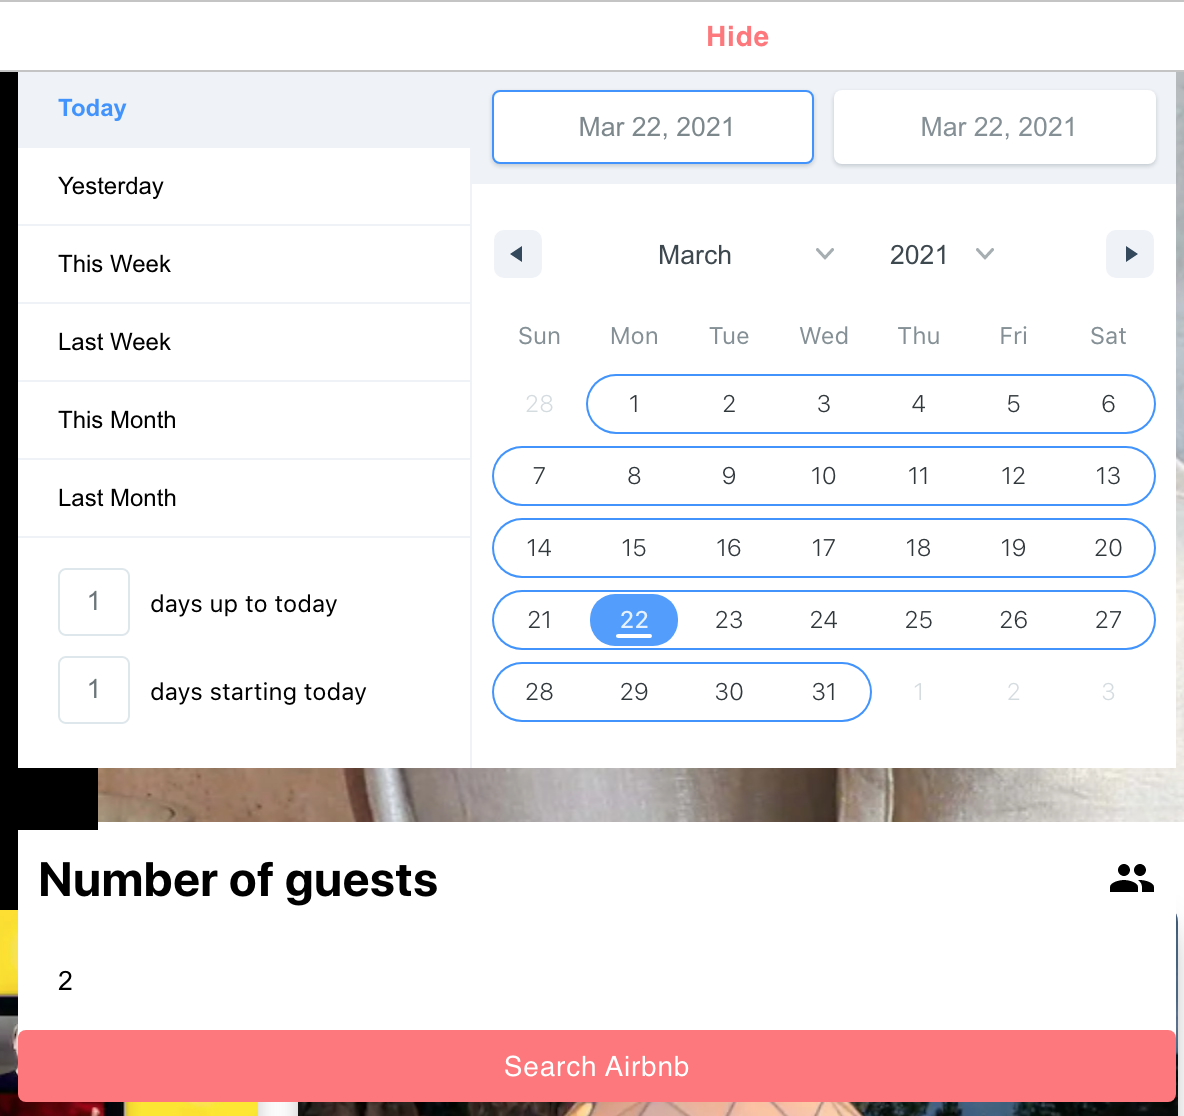 Hide
Today
Yesterday
This Week
Last Week
This Month
Last Month
1 days up to today
1 days starting today
Mar 22, 2021 Mar 22, 2021
March 2021
Sun Mon Tue Wed Thu Fri Sat
28 1 2 3 4 5 6
7 8 9 10 11 12 13
14 15 16 17 18 19 20
21 22 23 24 25 26 27
28 29 30 31 1 2 3
Number of guests
2
Search Airbnb